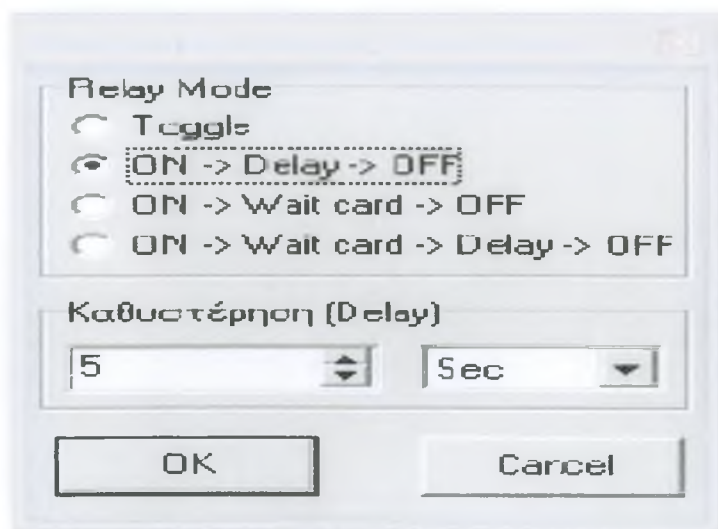 Relay Mode
Toggle
ON -> Delay -> OFF
ON -> Wait card -> OFF
ON -> Wait card -> Delay -> OFF
Καθυστέρηση (Delay)
5 Sec
OK Cancel